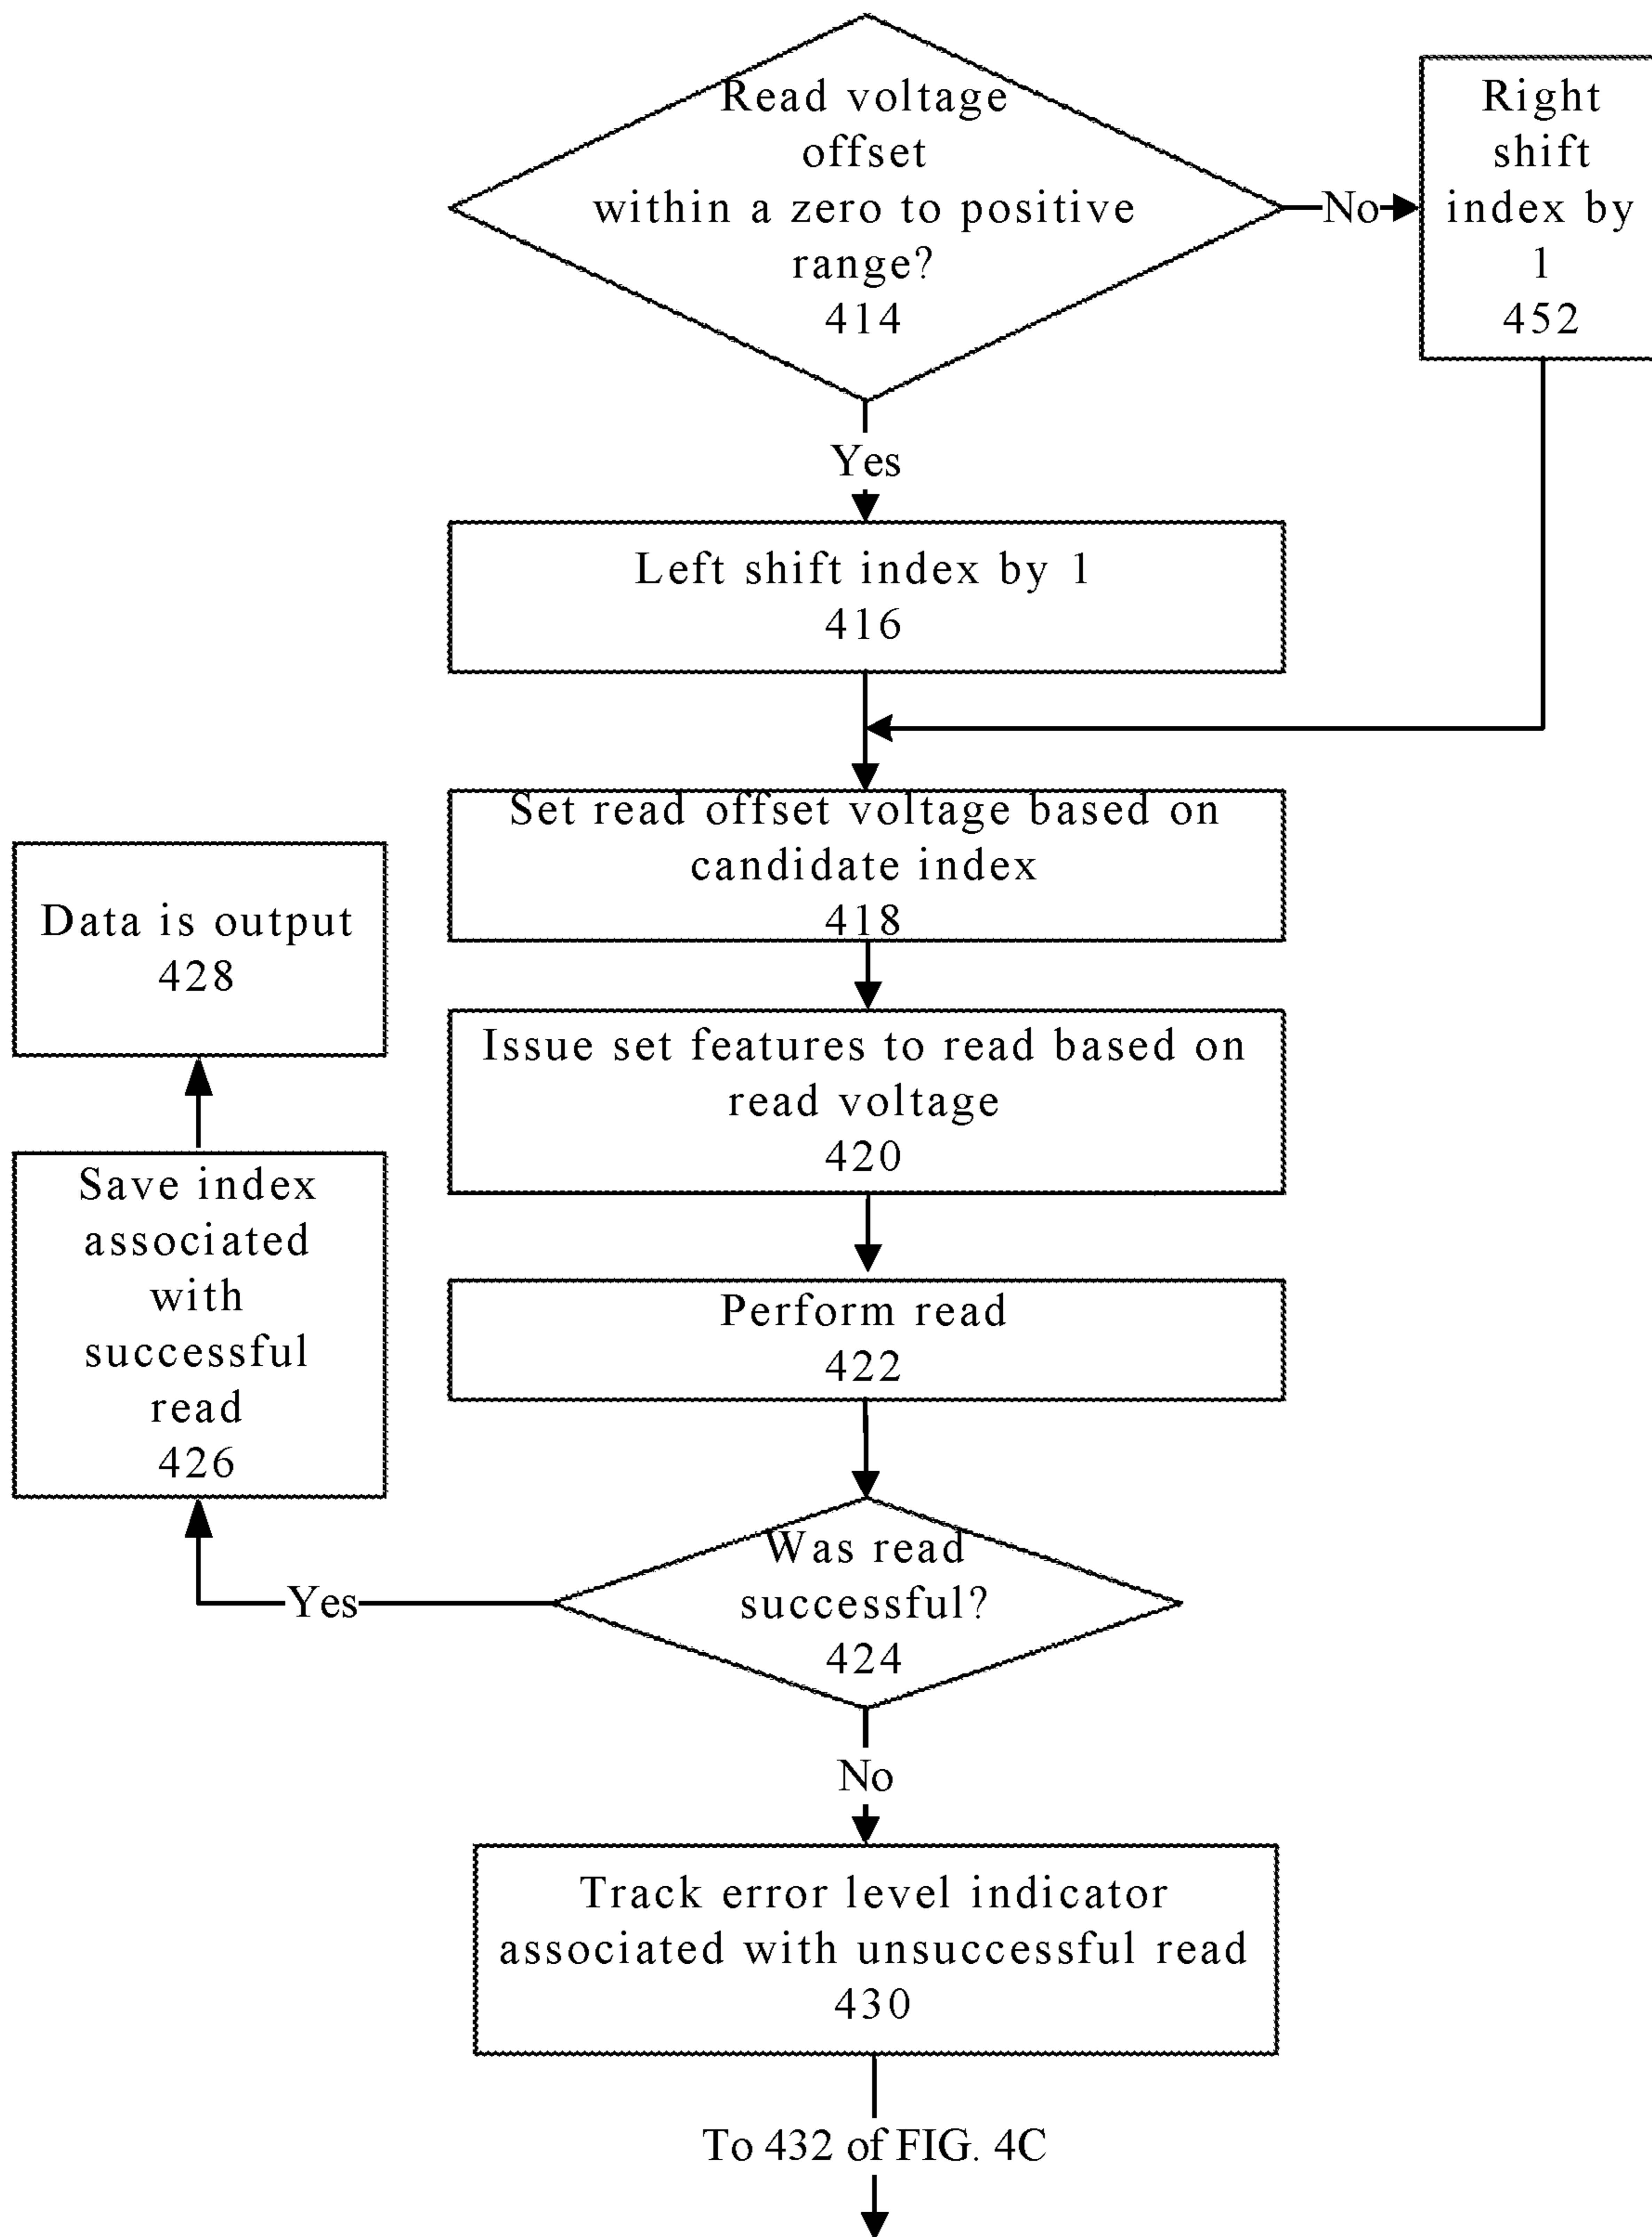 Read voltage
offset
within a zero to positive
range?
414
No
Right
shift
index by
1
452
Yes
Left shift index by 1
416
Set read offset voltage based on
candidate index
418
Data is output
428
Issue set features to read based on
read voltage
420
Save index
associated
with
successful
read
426
Perform read
422
Was read
successful?
424
Yes
No
Track error level indicator
associated with unsuccessful read
430
To 432 of FIG. 4C